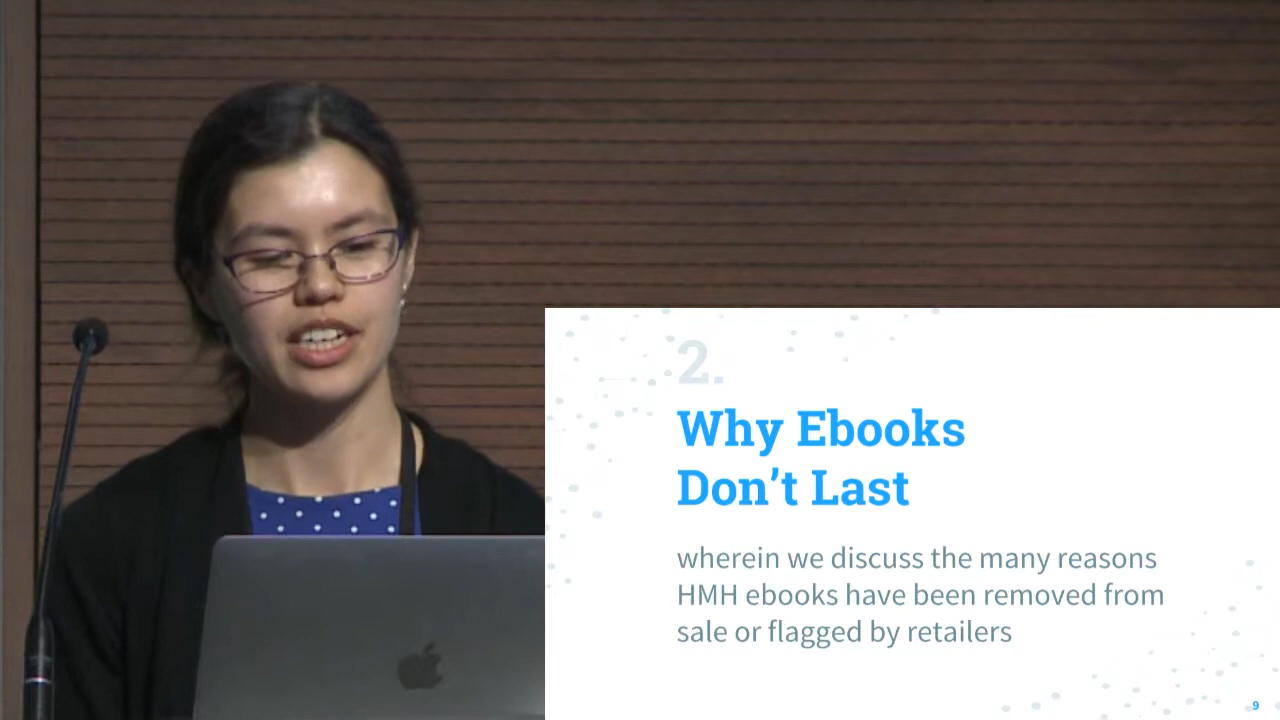 2.
Why Ebooks
Don’t Last
wherein we discuss the many reasons
HMH ebooks have been removed from
sale or flagged by retailers
9